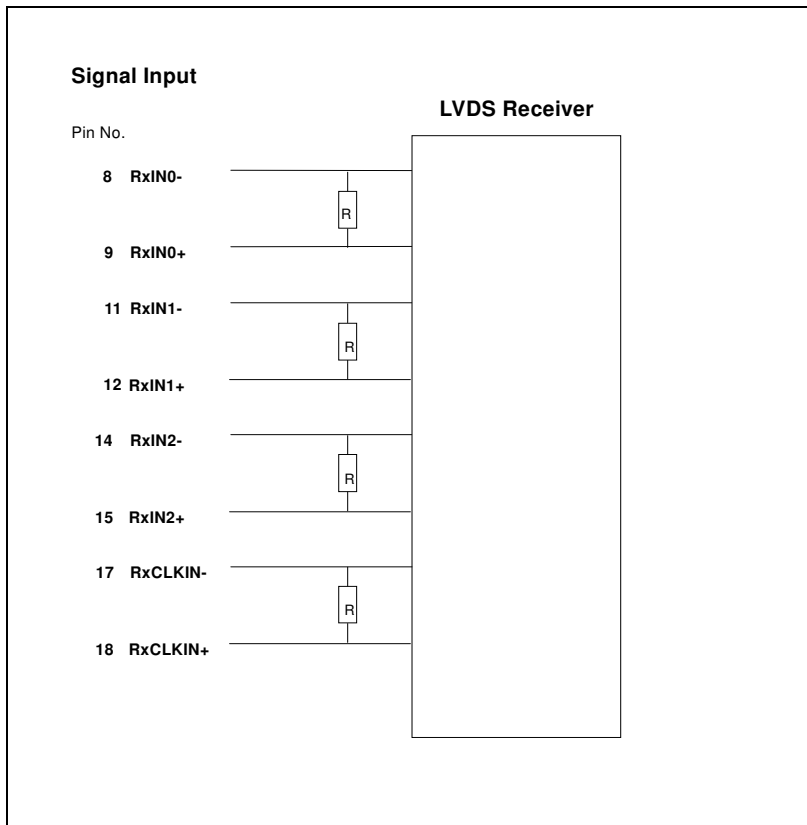 Signal Input
LVDS Receiver
Pin No.
8 RxIN0-
R
9 RxIN0+
11 RxIN1-
R
12 RxIN1+
14 RxIN2-
R
15 RxIN2+
17 RxCLKIN-
R
18 RxCLKIN+